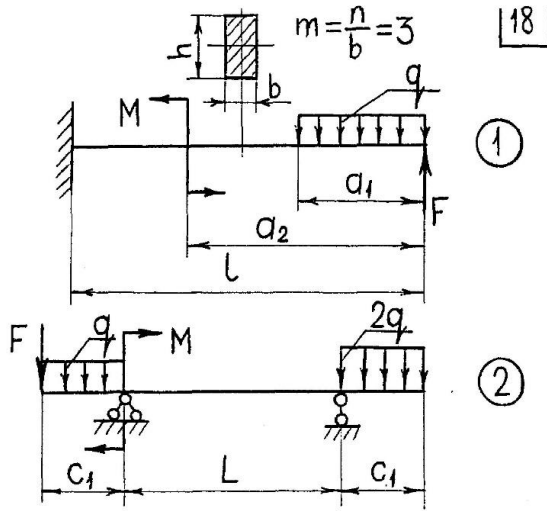 m = n/b = 3
18
h
b
M
q
1
a₁
F
a₂
l
F
q
M
2q
2
c₁
L
c₁